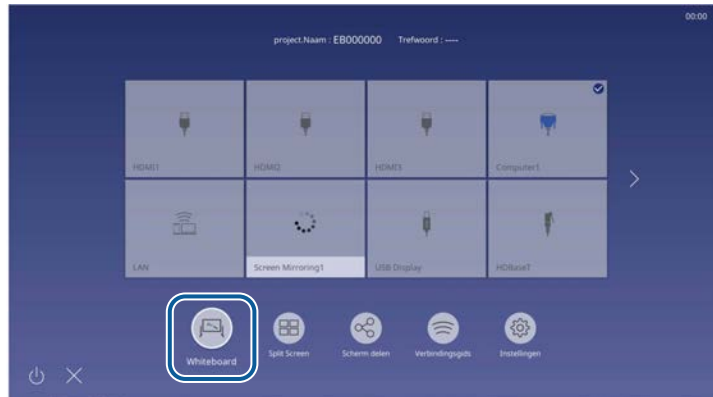 00:00
project.Naam : EB000000 Trefwoord : ----
HDMI1 HDMI2 HDMI3 Computer1
LAN Screen Mirroring1 USB Display HDBaseT
Whiteboard Split Screen Scherm delen Verbindingsgids Instellingen